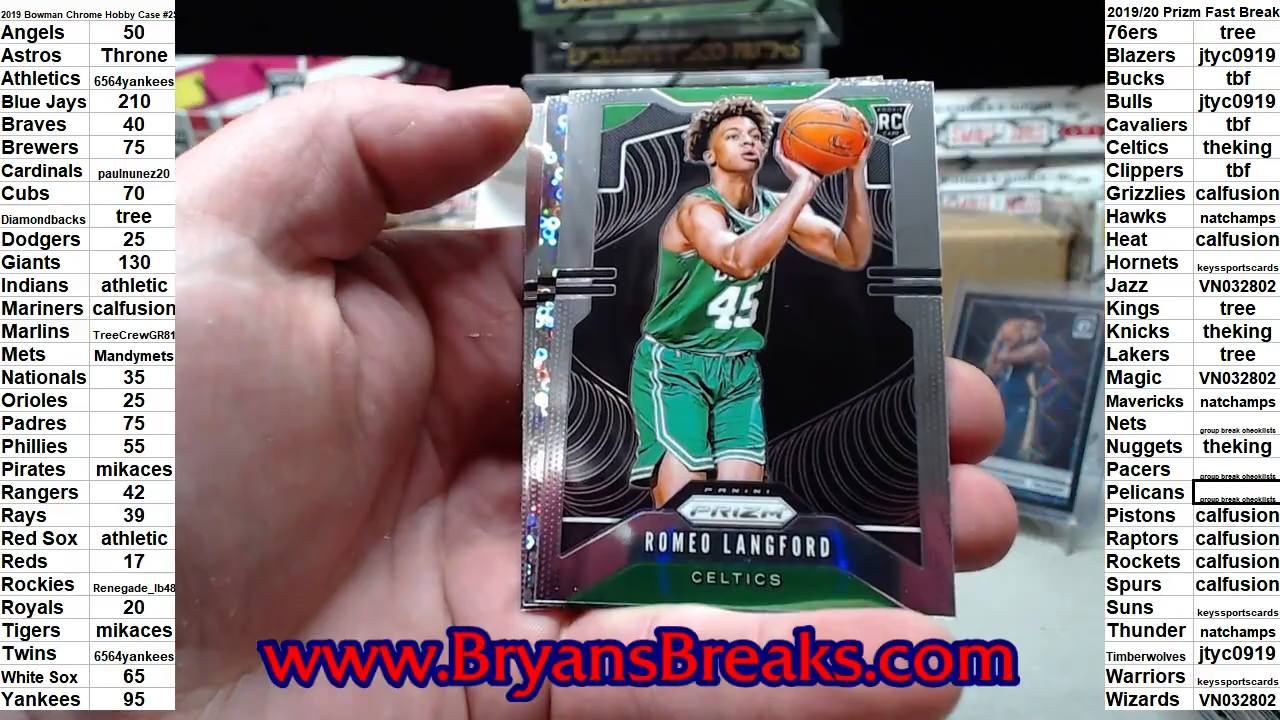 2019 Bowman Chrome Hobby Case #2
Angels 50
Astros Throne
Athletics 6564yankees
Blue Jays 210
Braves 40
Brewers 75
Cardinals paulnunez20
Cubs 70
Diamondbacks tree
Dodgers 25
Giants 130
Indians athletic
Mariners calfusion
Marlins TreeCrewGR81
Mets Mandymets
Nationals 35
Orioles 25
Padres 75
Phillies 55
Pirates mikaces
Rangers 42
Rays 39
Red Sox athletic
Reds 17
Rockies Renegade_lb48
Royals 20
Tigers mikaces
Twins 6564yankees
White Sox 65
Yankees 95
ROOKIE
RC
CARD
45
PANINI
PRIZM
ROMEO LANGFORD
CELTICS
www.BryansBreaks.com
2019/20 Prizm Fast Break
76ers tree
Blazers jtyc0919
Bucks tbf
Bulls jtyc0919
Cavaliers tbf
Celtics theking
Clippers tbf
Grizzlies calfusion
Hawks natchamps
Heat calfusion
Hornets keyssportscards
Jazz VN032802
Kings tree
Knicks theking
Lakers tree
Magic VN032802
Mavericks natchamps
Nets group break checklists
Nuggets theking
Pacers group break checklists
Pelicans group break checklists
Pistons calfusion
Raptors calfusion
Rockets calfusion
Spurs calfusion
Suns keyssportscards
Thunder natchamps
Timberwolves jtyc0919
Warriors keyssportscards
Wizards VN032802